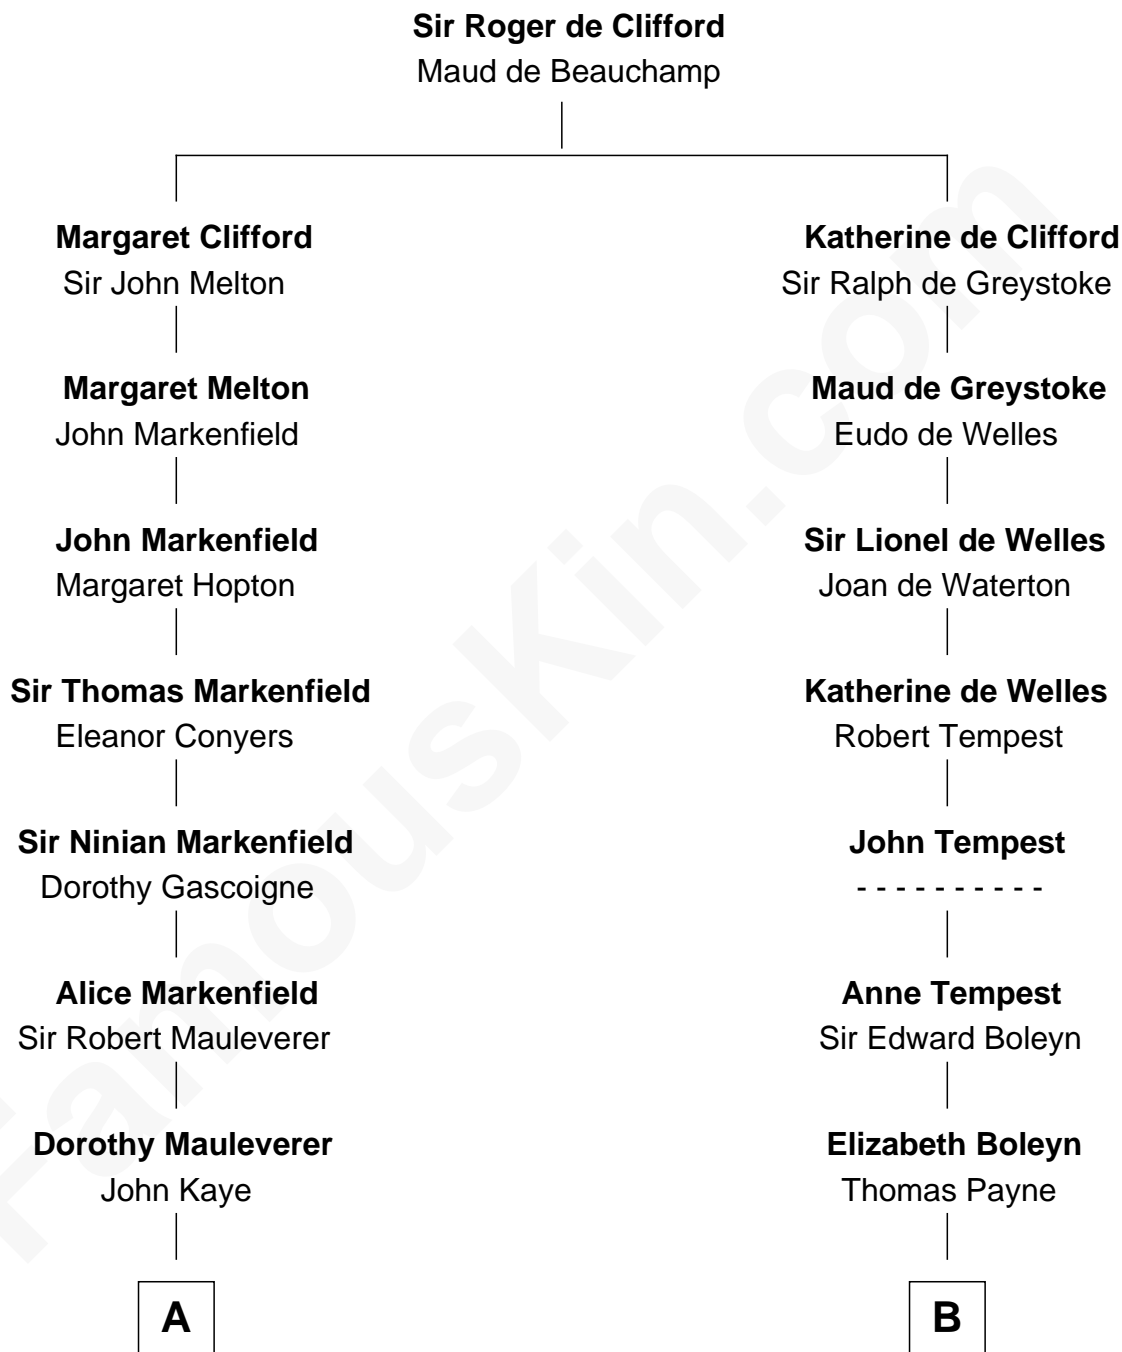 Sir Roger de Clifford
Maud de Beauchamp
Margaret Clifford
Sir John Melton
Katherine de Clifford
Sir Ralph de Greystoke
Margaret Melton
John Markenfield
Maud de Greystoke
Eudo de Welles
John Markenfield
Margaret Hopton
Sir Lionel de Welles
Joan de Waterton
Sir Thomas Markenfield
Eleanor Conyers
Katherine de Welles
Robert Tempest
Sir Ninian Markenfield
Dorothy Gascoigne
John Tempest
- - - - - - - - - -
Alice Markenfield
Sir Robert Mauleverer
Anne Tempest
Sir Edward Boleyn
Dorothy Mauleverer
John Kaye
Elizabeth Boleyn
Thomas Payne
A
B
FamousKin.com